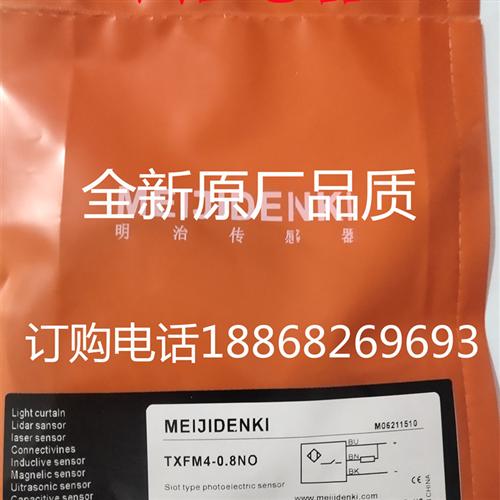 全新原厂品质
MEIJIDENKI
明治传感器
订购电话18868269693
Light curtain
Lidar sansor
laser sensor
Connectivines
Inductive sensor
Magnetic sensor
Ultrasonic sensor
Capacitive sensor
MEIJIDENKI
M06211510
TXFM4-0.8NO
Slot type photoelectric sensor
BU
BN
BK
www.meijidenki.com
CHINA